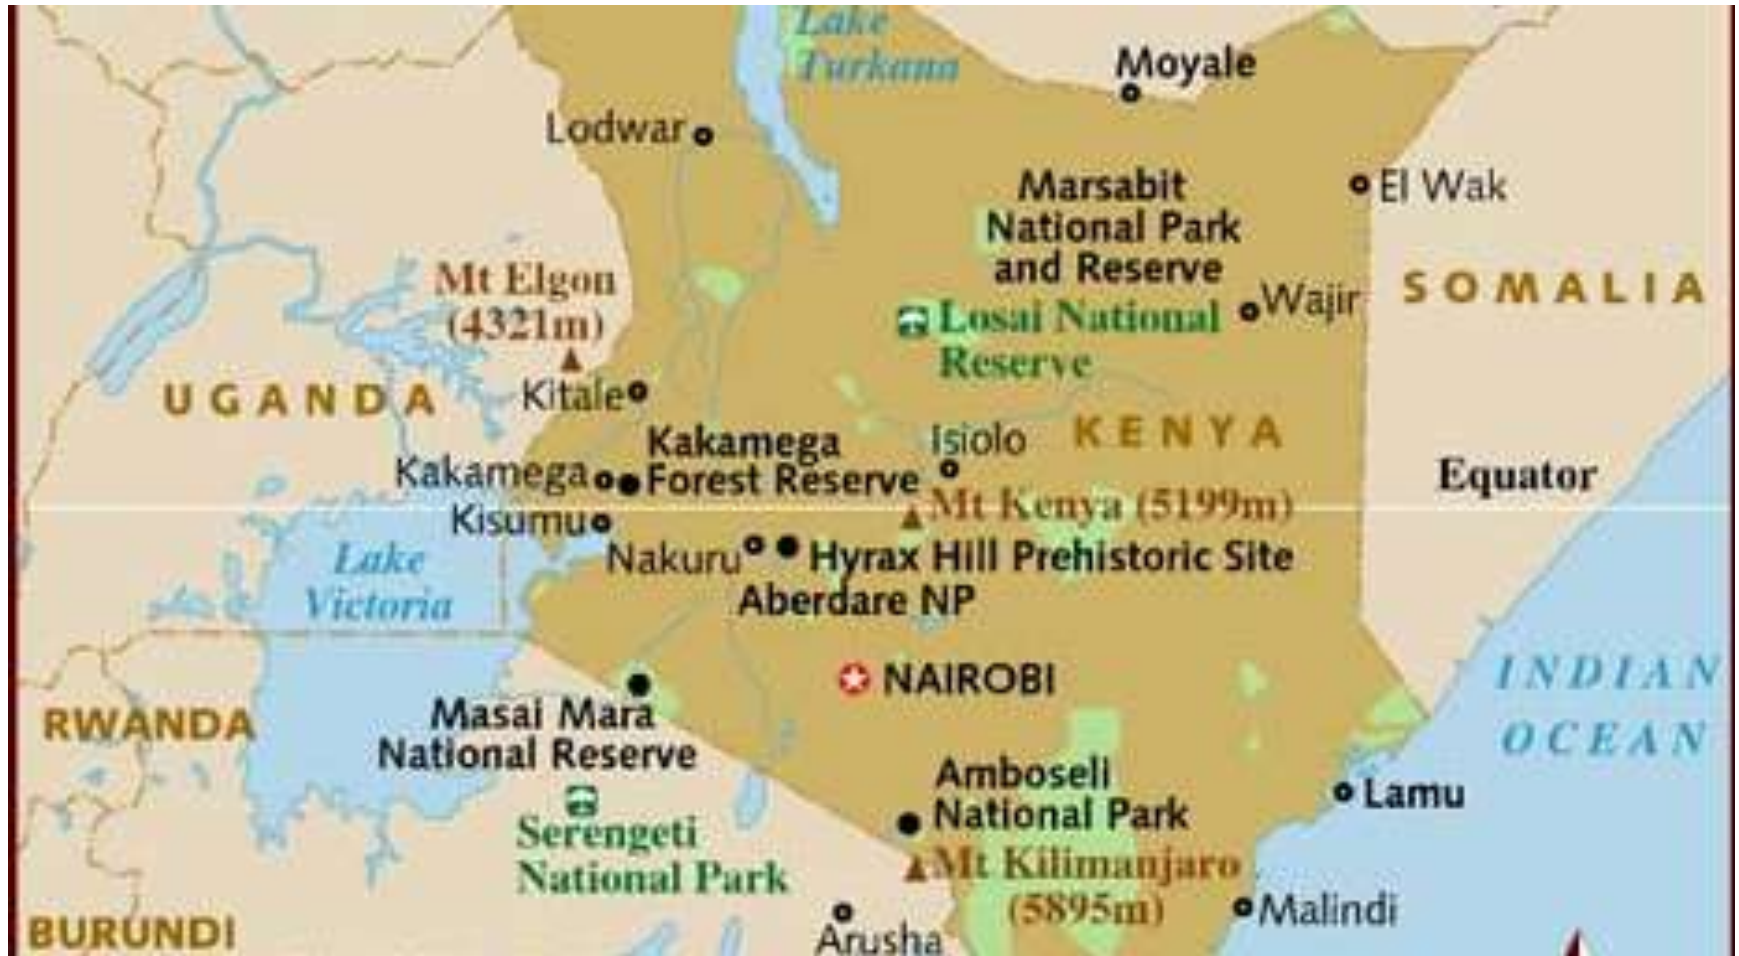 Lake
Turkana
Moyale
Lodwar
Marsabit
National Park
and Reserve
El Wak
Mt Elgon
(4321m)
Wajir
SOMALIA
Losai National
Reserve
UGANDA
Kitale
KENYA
Kakamega
Forest Reserve
Isiolo
Kakamega
Equator
Mt Kenya (5199m)
Kisumu
Nakuru
Hyrax Hill Prehistoric Site
Lake
Victoria
Aberdare NP
NAIROBI
INDIAN
OCEAN
RWANDA
Masai Mara
National Reserve
Amboseli
National Park
Lamu
Serengeti
National Park
Mt Kilimanjaro
(5895m)
Malindi
Arusha
BURUNDI